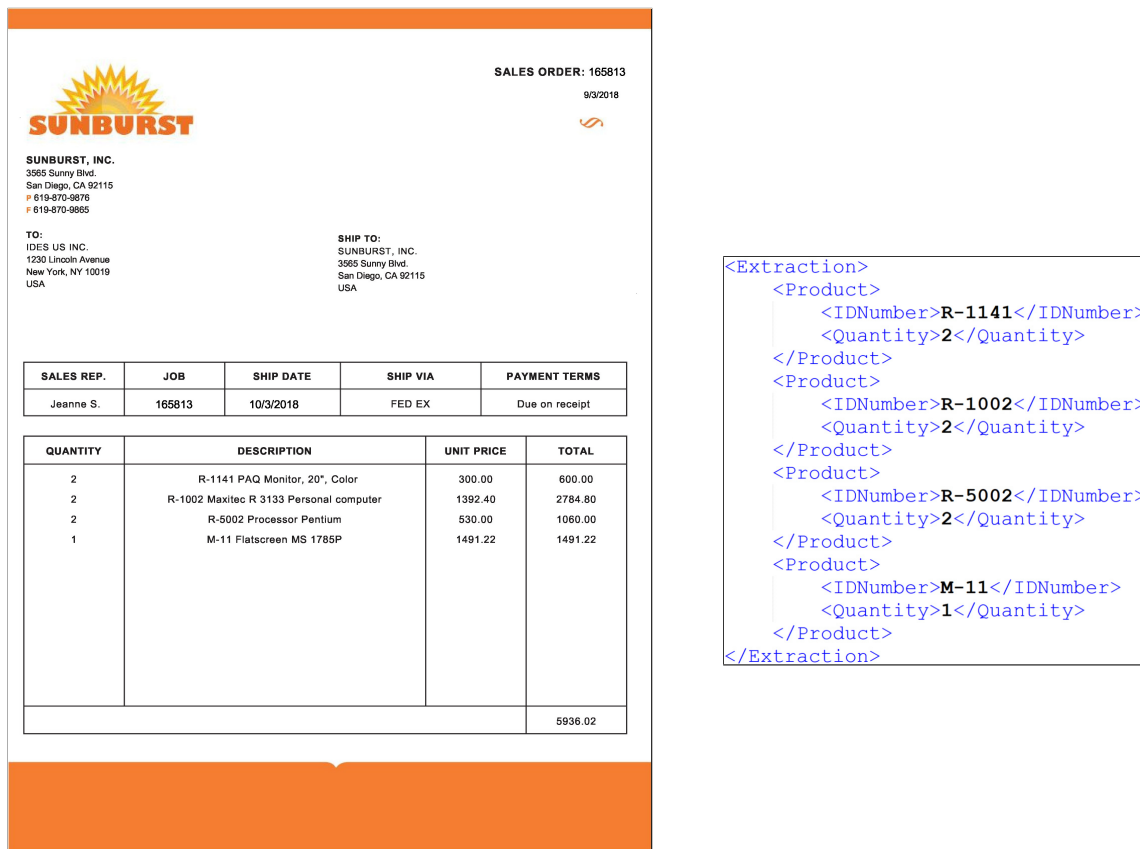 SALES ORDER: 165813
9/3/2018
SUNBURST
SUNBURST, INC.
3565 Sunny Blvd.
San Diego, CA 92115
P 619-870-9876
F 619-870-9865
TO:
IDES US INC.
1230 Lincoln Avenue
New York, NY 10019
USA
SHIP TO:
SUNBURST, INC.
3565 Sunny Blvd.
San Diego, CA 92115
USA
SALES REP. JOB SHIP DATE SHIP VIA PAYMENT TERMS
Jeanne S. 165813 10/3/2018 FED EX Due on receipt
QUANTITY DESCRIPTION UNIT PRICE TOTAL
2 R-1141 PAQ Monitor, 20", Color 300.00 600.00
2 R-1002 Maxitec R 3133 Personal computer 1392.40 2784.80
2 R-5002 Processor Pentium 530.00 1060.00
1 M-11 Flatscreen MS 1785P 1491.22 1491.22
5936.02
<Extraction>
<Product>
<IDNumber>R-1141</IDNumber>
<Quantity>2</Quantity>
</Product>
<Product>
<IDNumber>R-1002</IDNumber>
<Quantity>2</Quantity>
</Product>
<Product>
<IDNumber>R-5002</IDNumber>
<Quantity>2</Quantity>
</Product>
<Product>
<IDNumber>M-11</IDNumber>
<Quantity>1</Quantity>
</Product>
</Extraction>